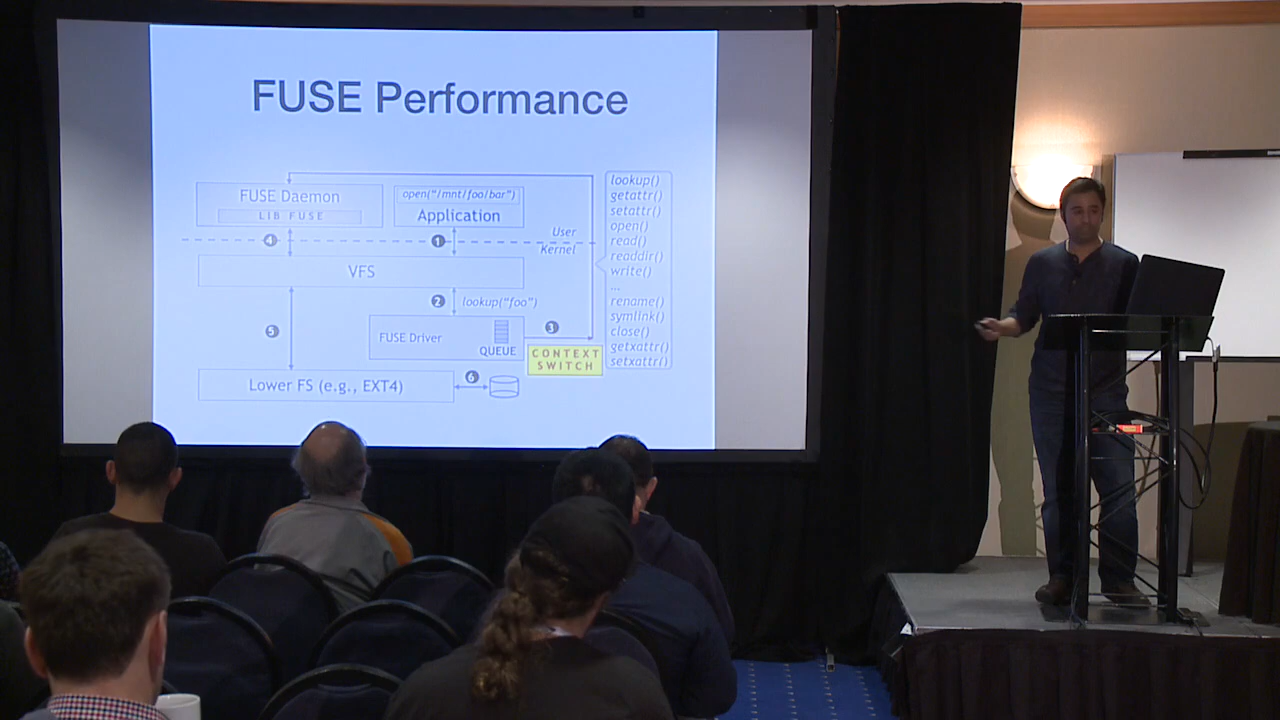 FUSE Performance
FUSE Daemon
LIB FUSE
open("/mnt/foo/bar")
Application
User
Kernel
4
1
VFS
2
lookup("foo")
5
FUSE Driver
QUEUE
3
CONTEXT
SWITCH
Lower FS (e.g., EXT4)
6
lookup()
getattr()
setattr()
open()
read()
readdir()
write()
...
rename()
symlink()
close()
getxattr()
setxattr()